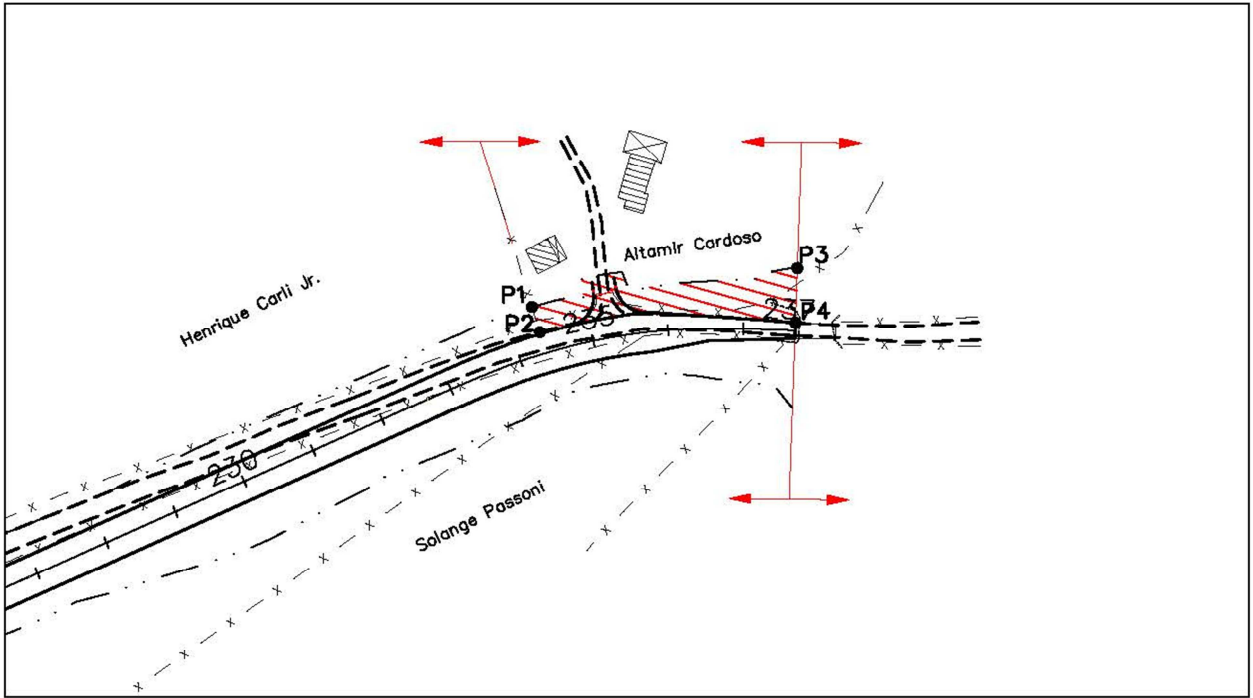 Altamir Cardoso
P3
Henrique Carli Jr.
P1
P4
P2
235
230
Solange Passoni